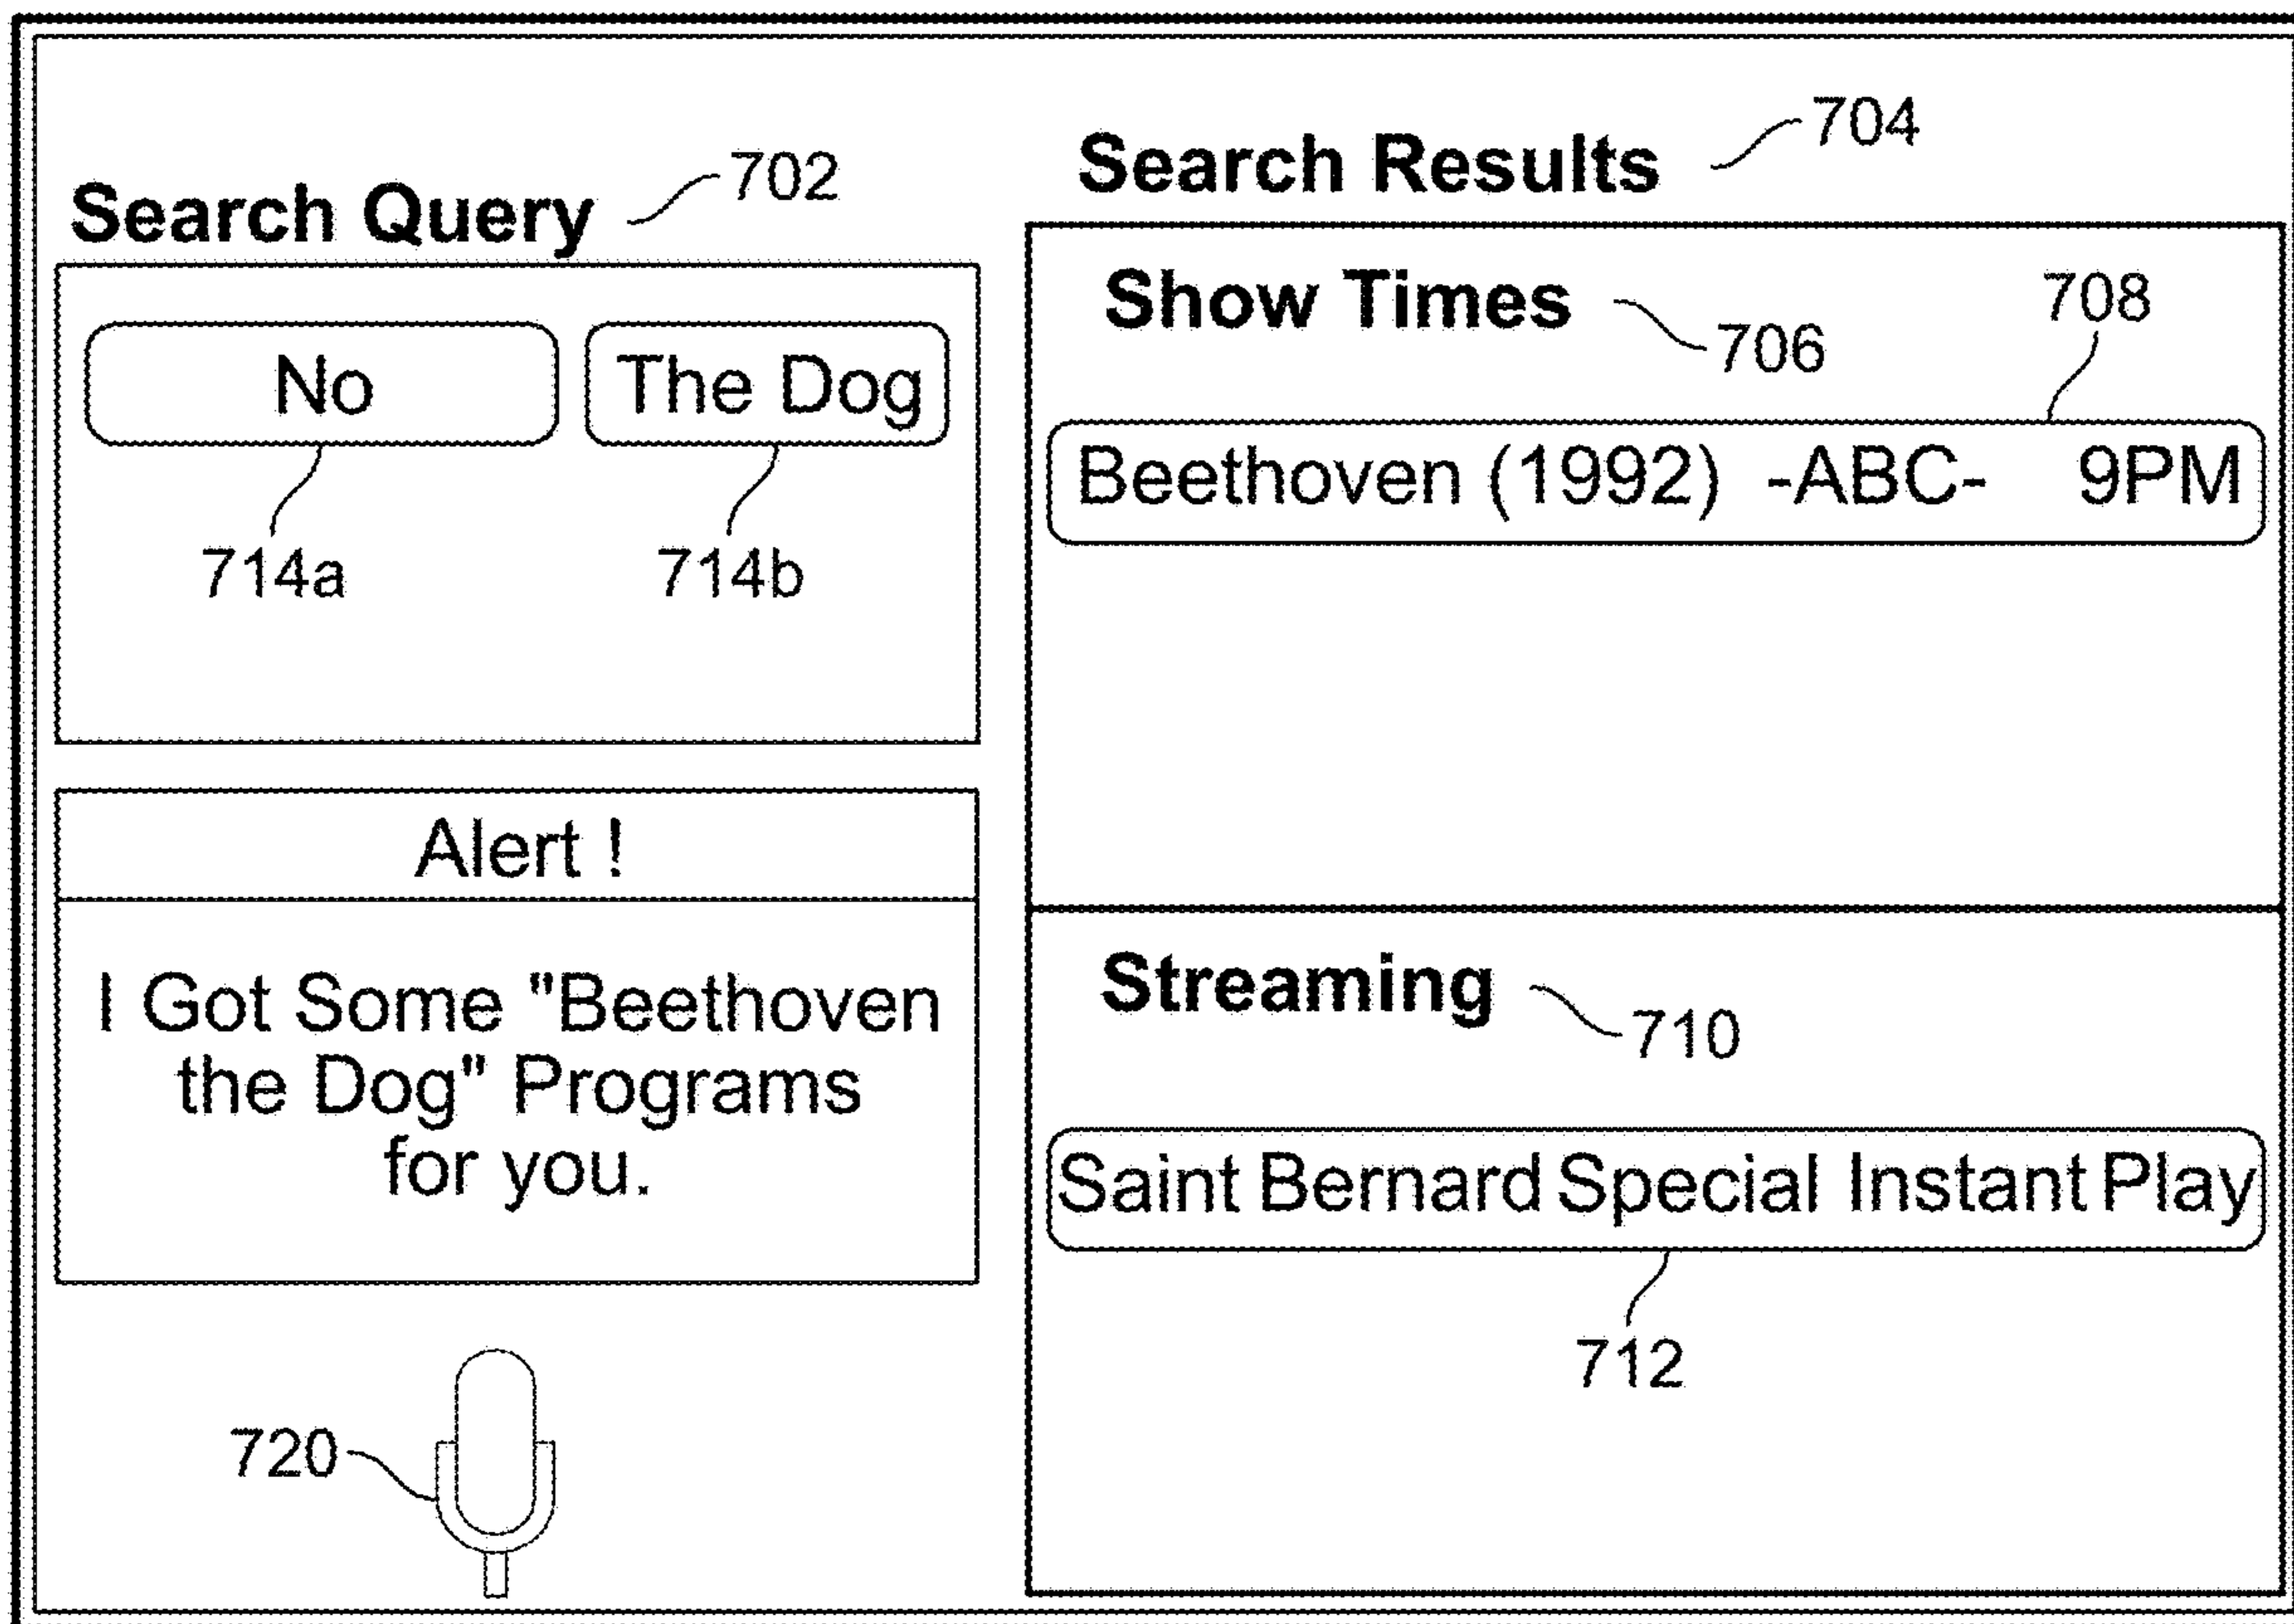 Search Query 702
No The Dog
714a 714b
Alert !
I Got Some "Beethoven
the Dog" Programs
for you.
720
Search Results 704
Show Times 706
708
Beethoven (1992) -ABC- 9PM
Streaming 710
Saint Bernard Special Instant Play
712